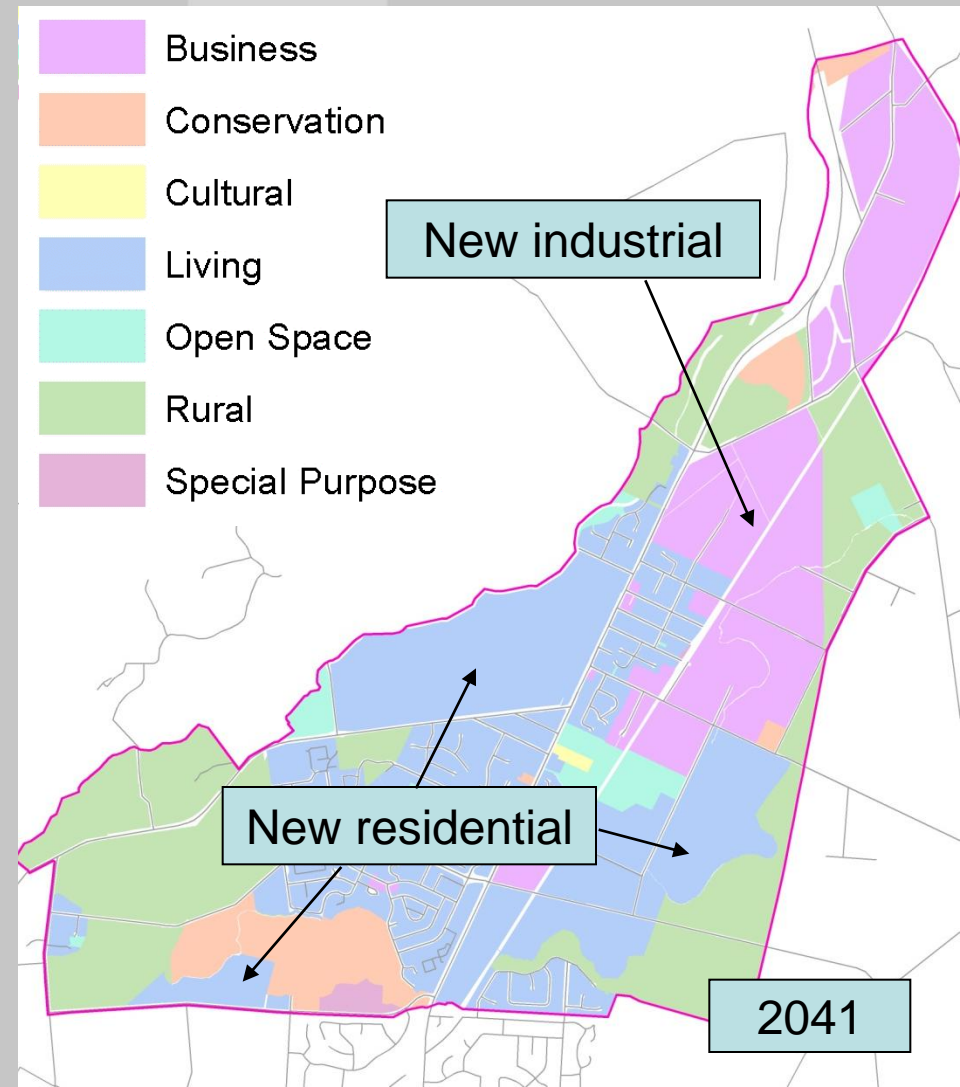 Business
Conservation
Cultural
Living
Open Space
Rural
Special Purpose
New industrial
New residential
2041